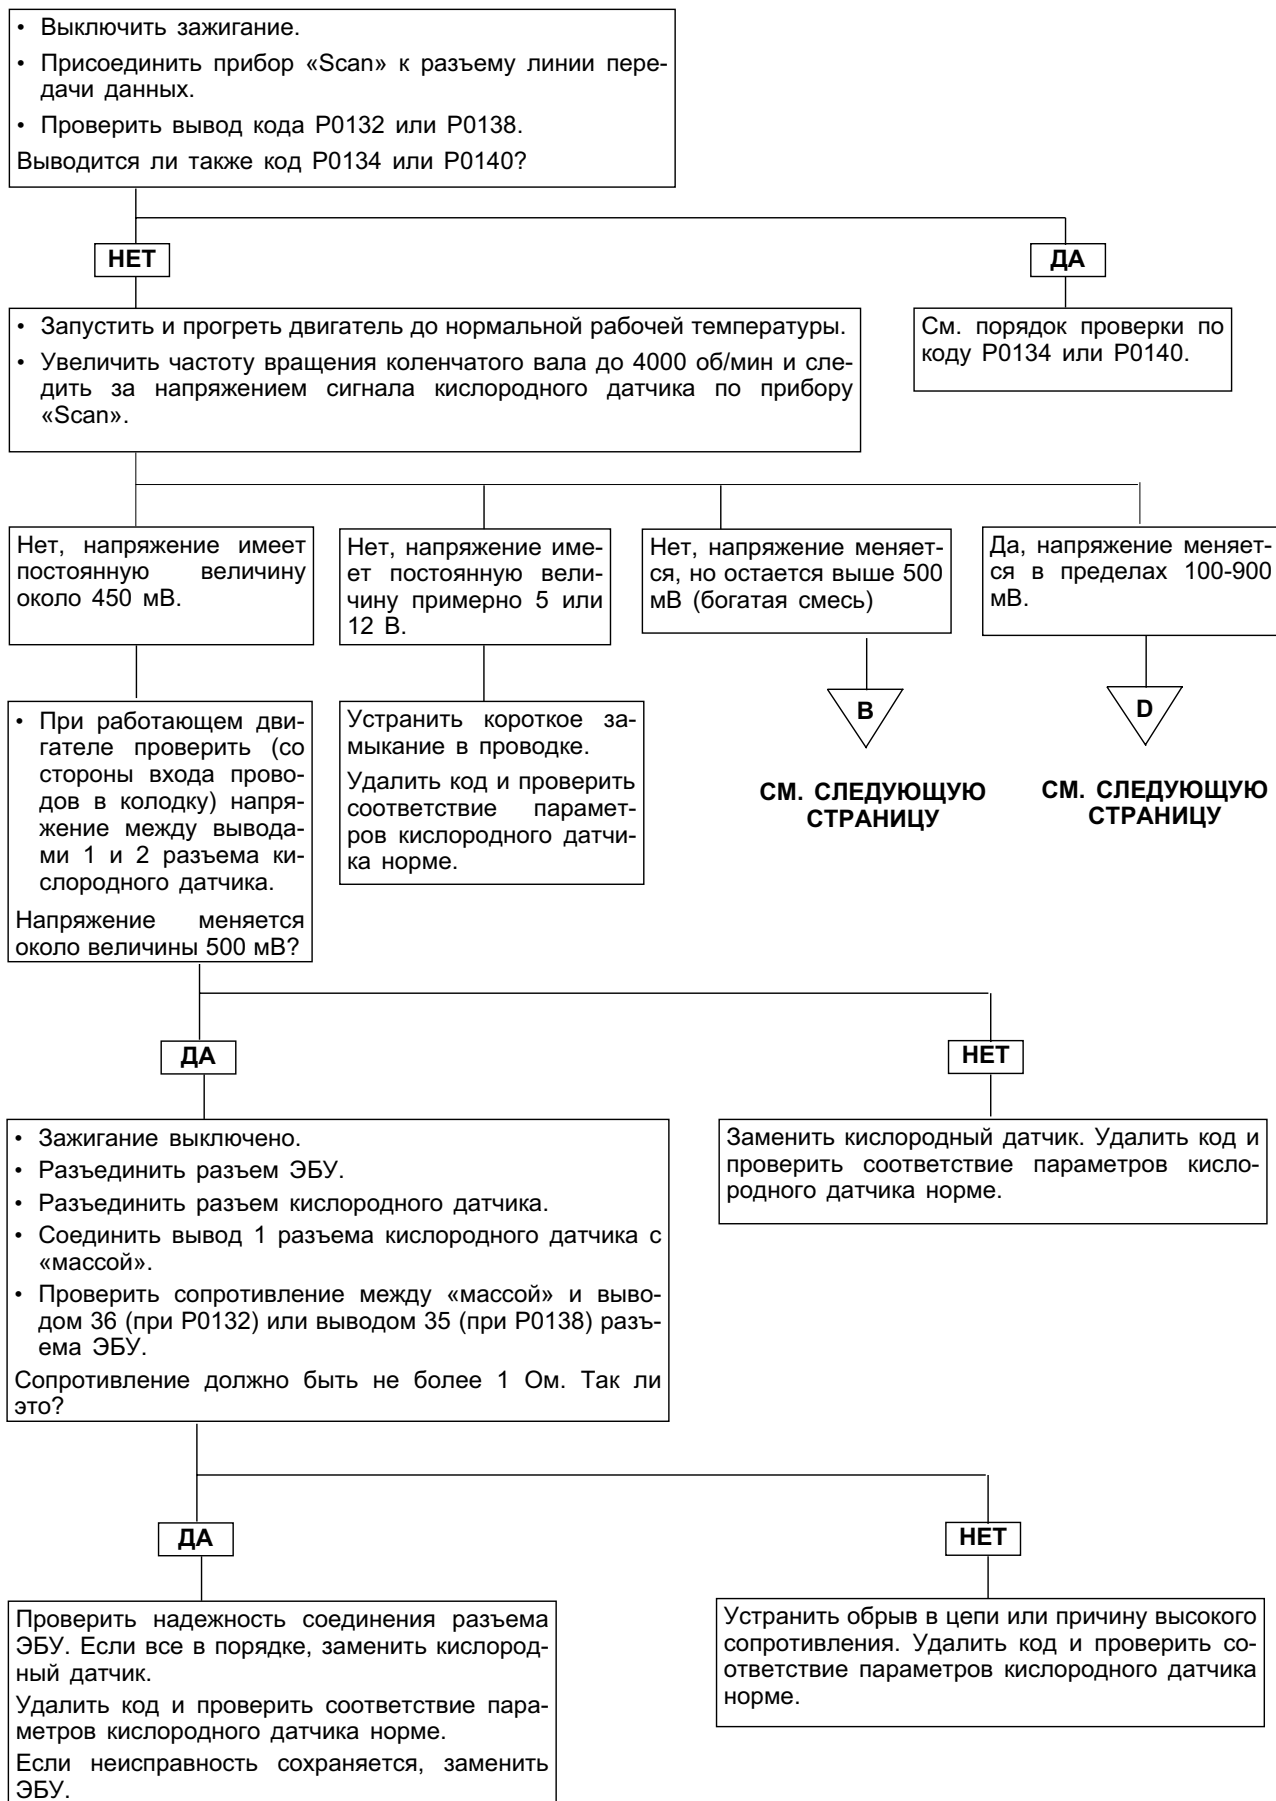 • Выключить зажигание.
• Присоединить прибор «Scan» к разъему линии пере-
дачи данных.
• Проверить вывод кода P0132 или P0138.
Выводится ли также код P0134 или P0140?
НЕТ
ДА
• Запустить и прогреть двигатель до нормальной рабочей температуры.
• Увеличить частоту вращения коленчатого вала до 4000 об/мин и сле-
дить за напряжением сигнала кислородного датчика по прибору
«Scan».
См. порядок проверки по
коду P0134 или P0140.
Нет, напряжение имеет
постоянную величину
около 450 мВ.
Нет, напряжение име-
ет постоянную вели-
чину примерно 5 или
12 В.
Нет, напряжение меняет-
ся, но остается выше 500
мВ (богатая смесь)
Да, напряжение меняет-
ся в пределах 100-900
мВ.
• При работающем дви-
гателе проверить (со
стороны входа прово-
дов в колодку) напря-
жение между вывода-
ми 1 и 2 разъема ки-
слородного датчика.
Напряжение меняется
около величины 500 мВ?
Устранить короткое за-
мыкание в проводке.
Удалить код и проверить
соответствие парамет-
ров кислородного датчи-
ка норме.
B
СМ. СЛЕДУЮЩУЮ
СТРАНИЦУ
D
СМ. СЛЕДУЮЩУЮ
СТРАНИЦУ
ДА
НЕТ
• Зажигание выключено.
• Разъединить разъем ЭБУ.
• Разъединить разъем кислородного датчика.
• Соединить вывод 1 разъема кислородного датчика с
«массой».
• Проверить сопротивление между «массой» и выво-
дом 36 (при P0132) или выводом 35 (при P0138) разъ-
ема ЭБУ.
Сопротивление должно быть не более 1 Ом. Так ли
это?
Заменить кислородный датчик. Удалить код и
проверить соответствие параметров кисло-
родного датчика норме.
ДА
НЕТ
Проверить надежность соединения разъема
ЭБУ. Если все в порядке, заменить кислород-
ный датчик.
Удалить код и проверить соответствие пара-
метров кислородного датчика норме.
Если неисправность сохраняется, заменить
ЭБУ.
Устранить обрыв в цепи или причину высокого
сопротивления. Удалить код и проверить со-
ответствие параметров кислородного датчика
норме.